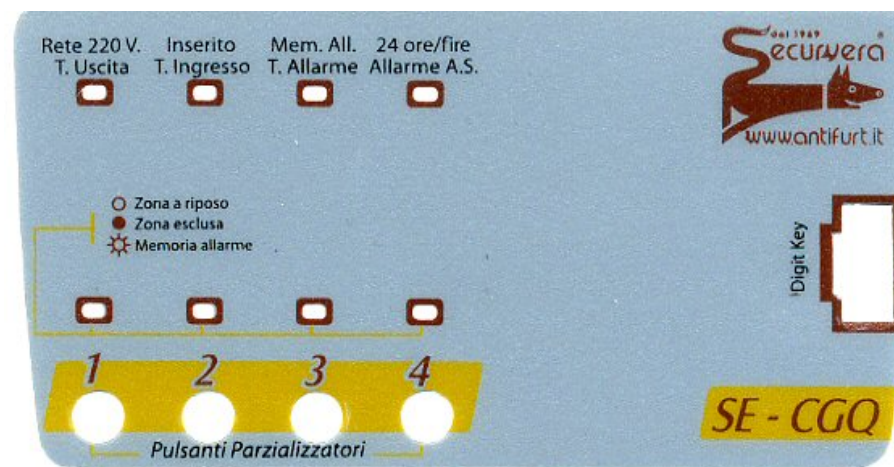 Rete 220 V. Inserito Mem. All. 24 ore/fire
T. Uscita T. Ingresso T. Allarme Allarme A.S.
dal 1969
Securvera®
www.antifurt.it
Zona a riposo
Zona esclusa
Memoria allarme
Digit Key
1 2 3 4
SE - CGQ
Pulsanti Parzializzatori